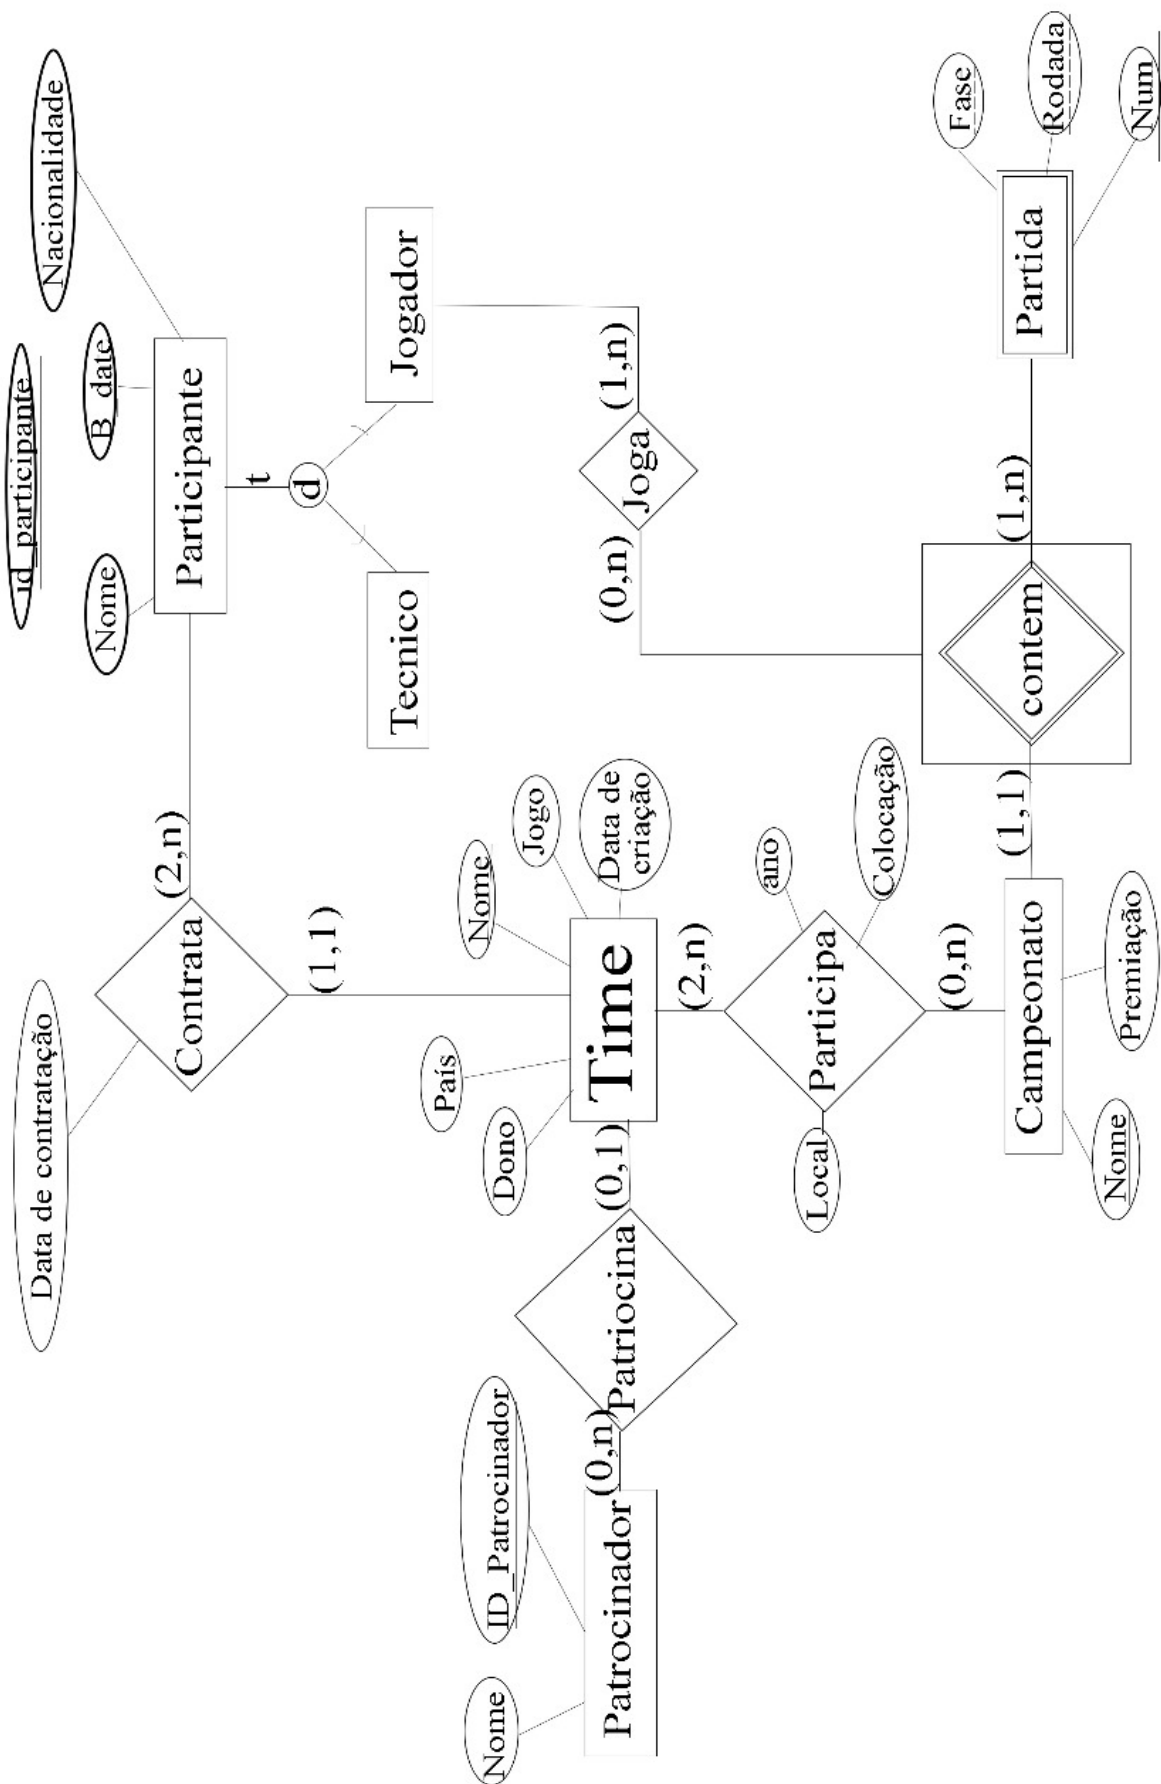 id_participante
Data de contratação
Nacionalidade
Nome
B_date
Contrata
(2,n)
Participante
t
d
(1,1)
Tecnico
Jogador
País
Nome
ID_Patrocinador
Dono
Nome
Jogo
Patrocinador
(0,n)
Patriocina
(0,1)
Time
Data de
criação
(0,n)
Joga
(1,n)
(2,n)
ano
Local
Participa
Colocação
(0,n)
Fase
Campeonato
(1,1)
contem
(1,n)
Partida
Rodada
Nome
Premiação
Num